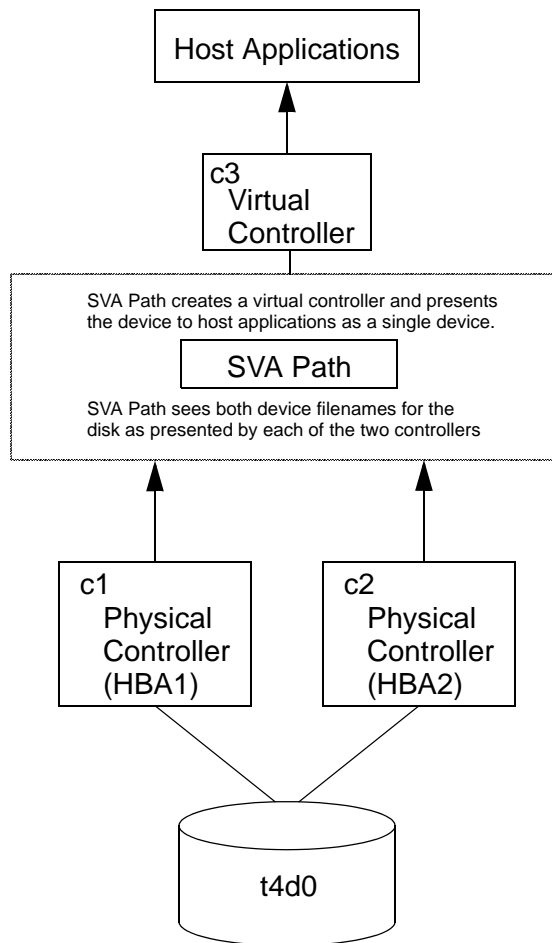 Host Applications
c3
Virtual
Controller
SVA Path creates a virtual controller and presents
the device to host applications as a single device.
SVA Path
SVA Path sees both device filenames for the
disk as presented by each of the two controllers
c1
Physical
Controller
(HBA1)
c2
Physical
Controller
(HBA2)
t4d0